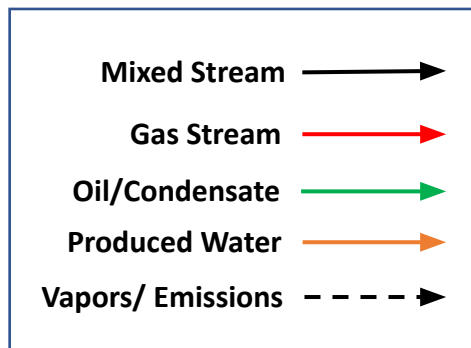 Mixed Stream
Gas Stream
Oil/Condensate
Produced Water
Vapors/ Emissions